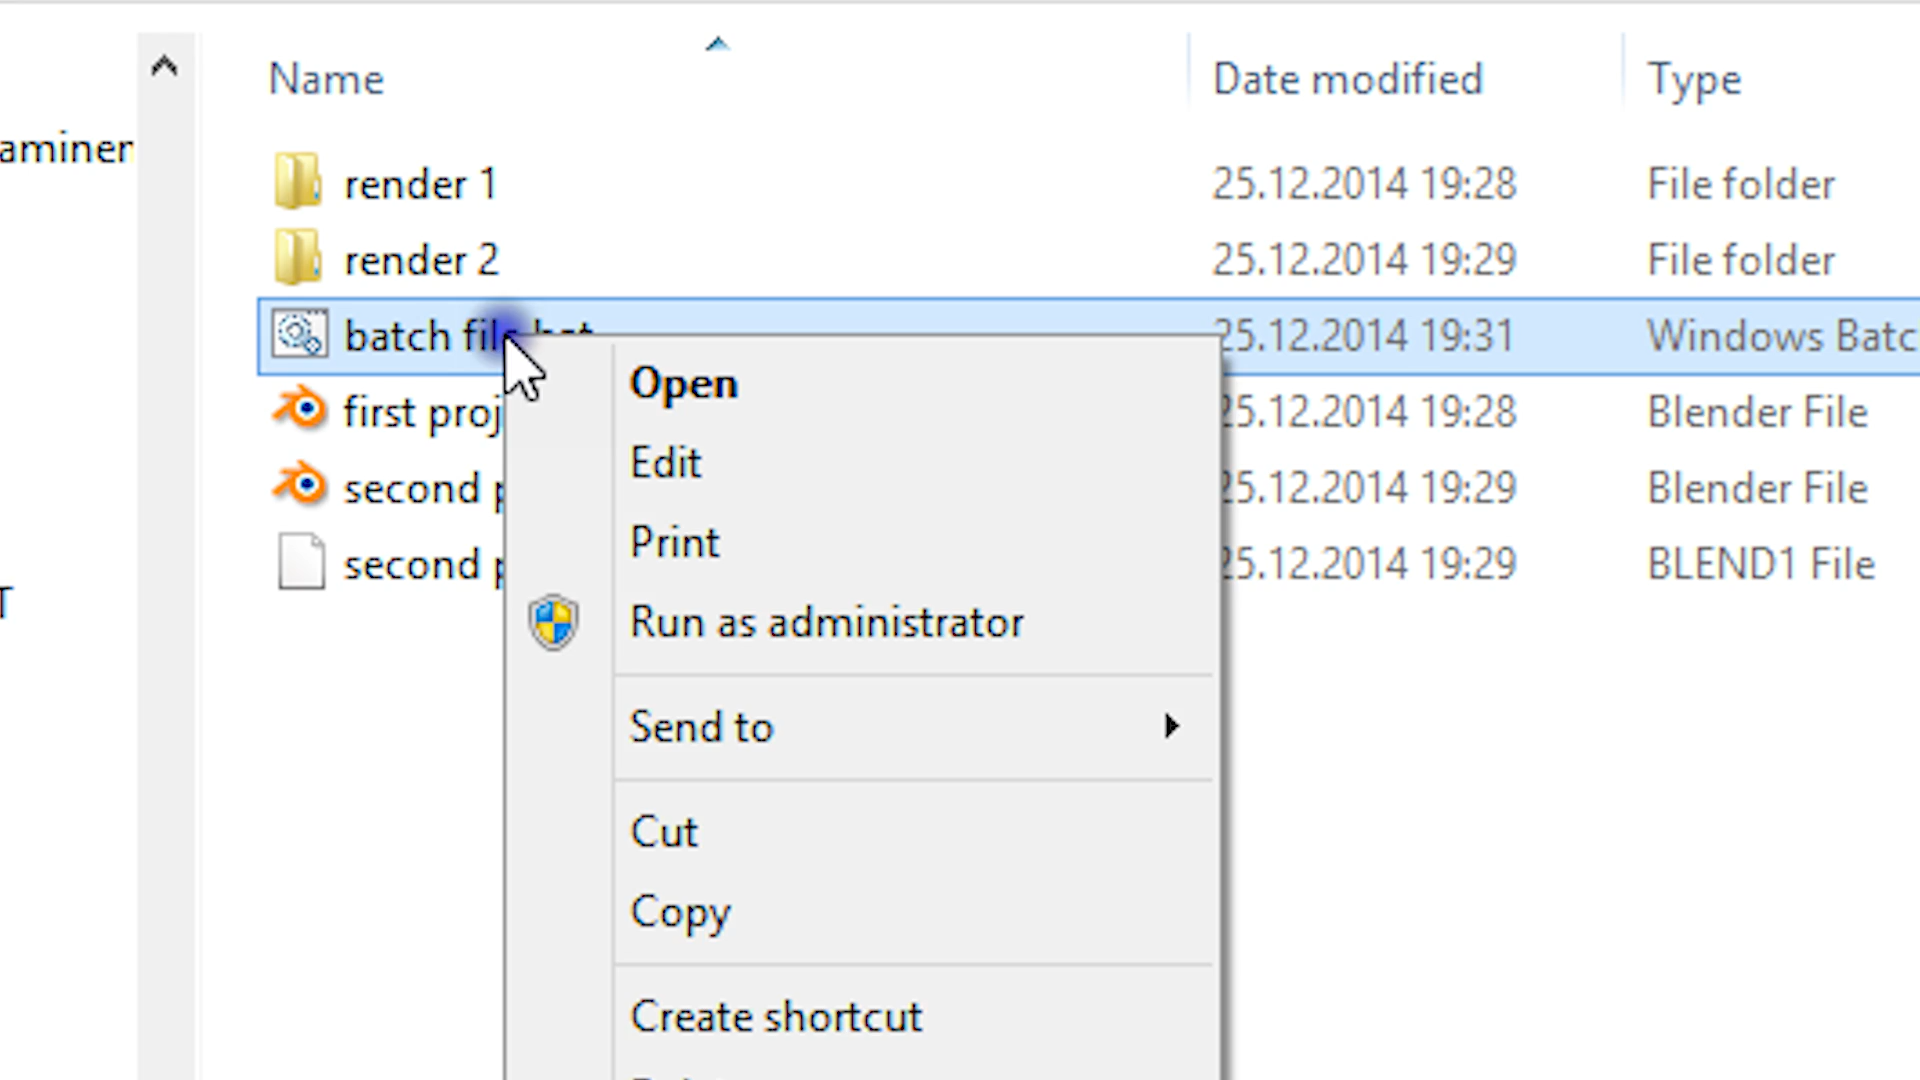 Name Date modified Type
aminer
render 1 25.12.2014 19:28 File folder
render 2 25.12.2014 19:29 File folder
batch file.bat 25.12.2014 19:31 Windows Batc
first proj 25.12.2014 19:28 Blender File
second p 25.12.2014 19:29 Blender File
second p 25.12.2014 19:29 BLEND1 File
T
Open
Edit
Print
Run as administrator
Send to
Cut
Copy
Create shortcut